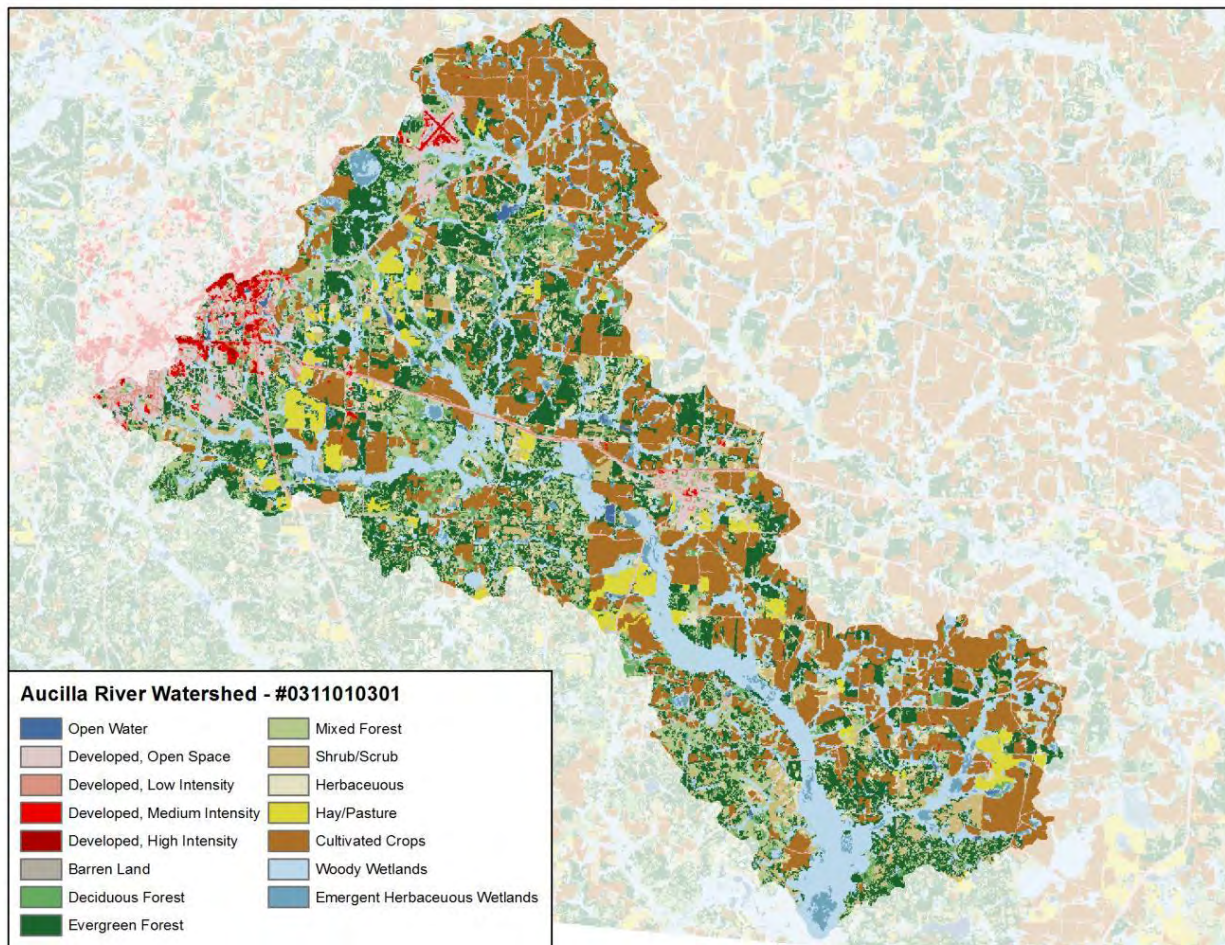 Aucilla River Watershed - #0311010301
Open Water
Developed, Open Space
Developed, Low Intensity
Developed, Medium Intensity
Developed, High Intensity
Barren Land
Deciduous Forest
Evergreen Forest
Mixed Forest
Shrub/Scrub
Herbaceuous
Hay/Pasture
Cultivated Crops
Woody Wetlands
Emergent Herbaceuous Wetlands